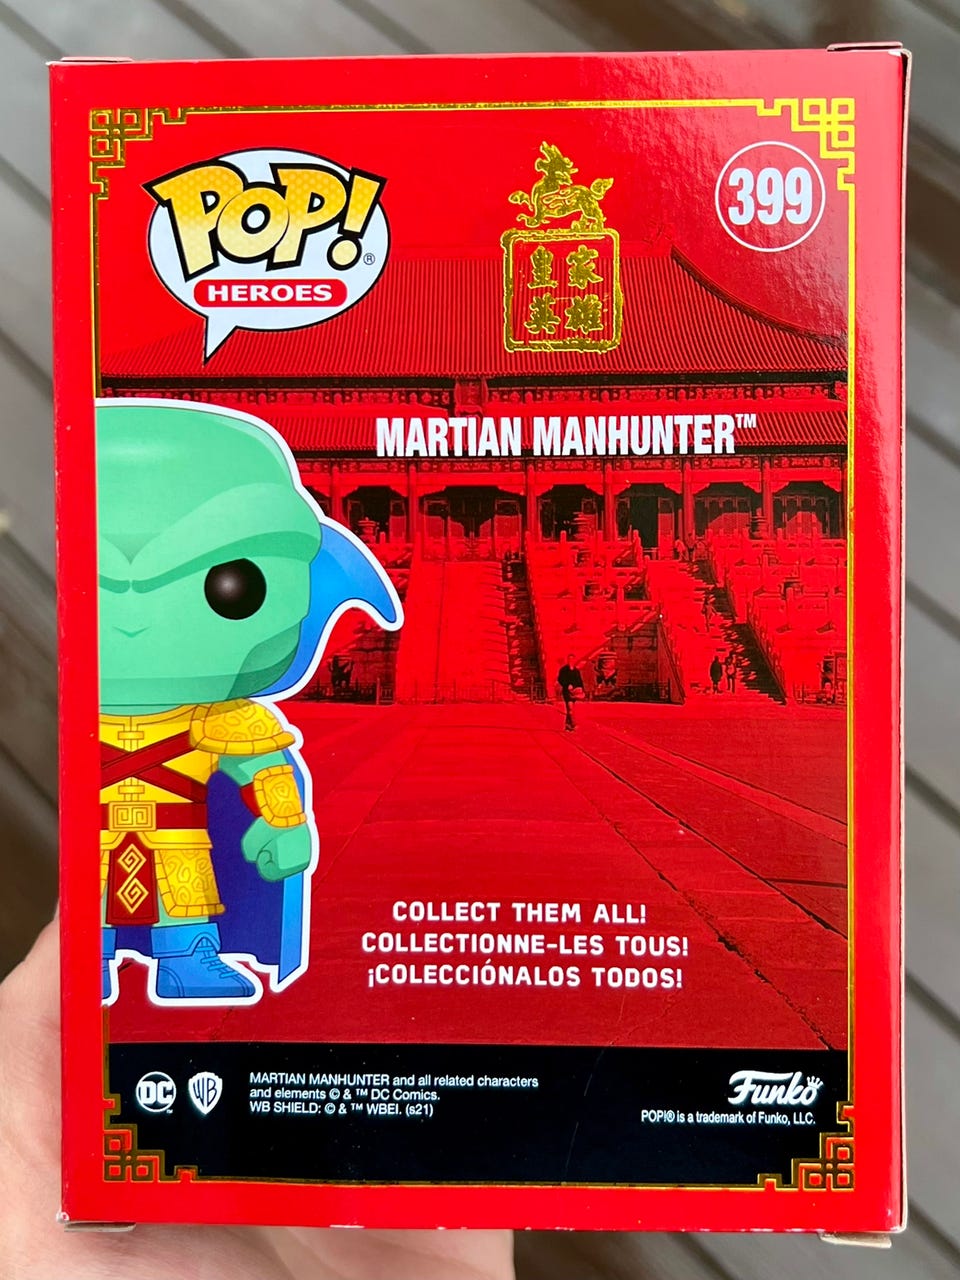 POP!®
HEROES
皇家
英雄
399
MARTIAN MANHUNTER™
COLLECT THEM ALL!
COLLECTIONNE-LES TOUS!
¡COLECCIÓNALOS TODOS!
DC™
WB
MARTIAN MANHUNTER and all related characters
and elements © & ™ DC Comics.
WB SHIELD: © & ™ WBEI. (s21)
Funko
POP!® is a trademark of Funko, LLC.